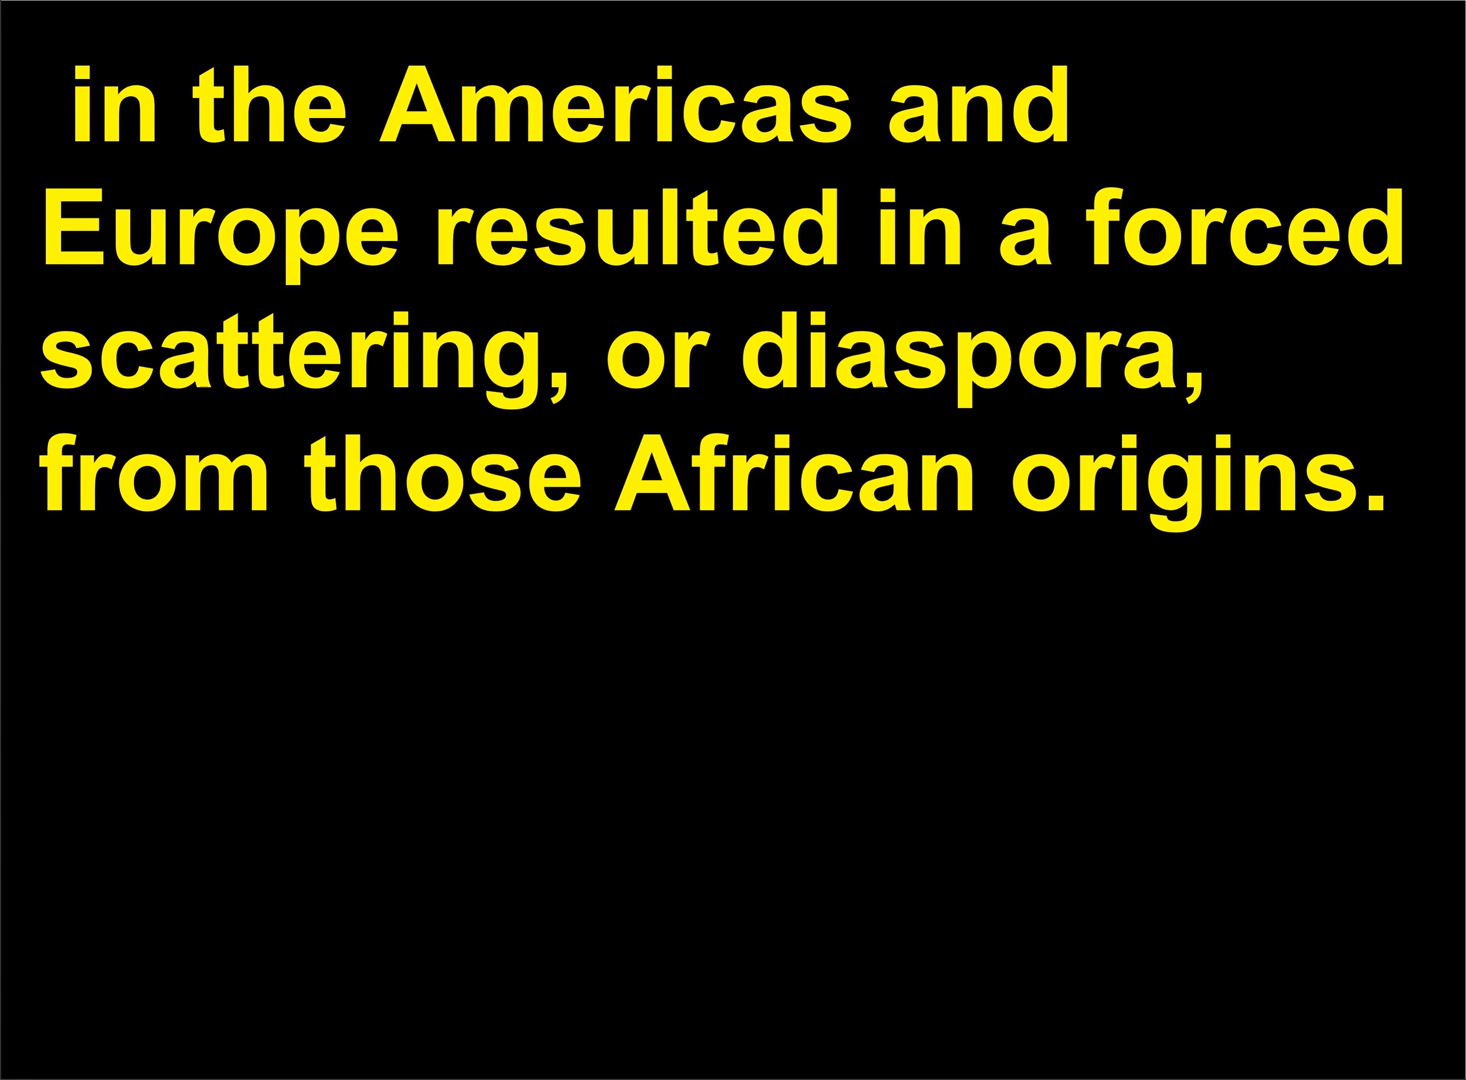 in the Americas and
Europe resulted in a forced
scattering, or diaspora,
from those African origins.